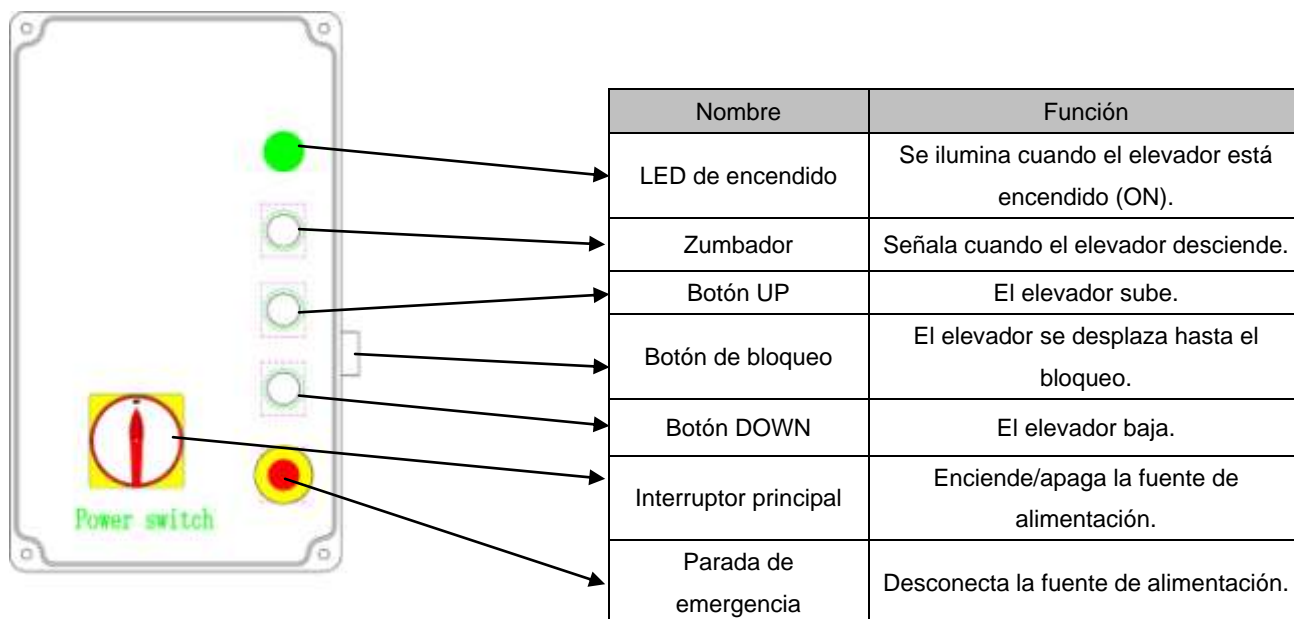 Nombre Función
LED de encendido Se ilumina cuando el elevador está
encendido (ON).
Zumbador Señala cuando el elevador desciende.
Botón UP El elevador sube.
Botón de bloqueo El elevador se desplaza hasta el
bloqueo.
Botón DOWN El elevador baja.
Interruptor principal Enciende/apaga la fuente de
alimentación.
Parada de
emergencia Desconecta la fuente de alimentación.
Power switch